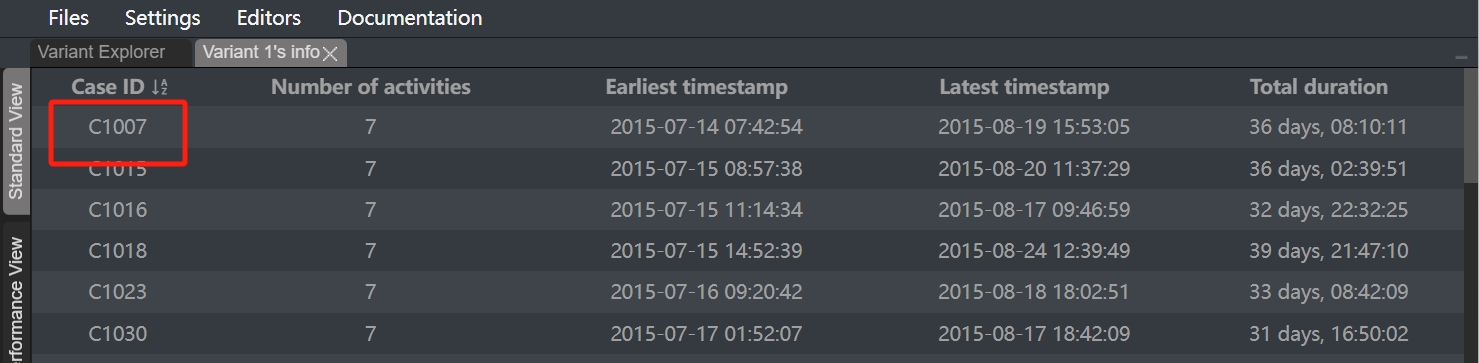 Files Settings Editors Documentation
Variant Explorer Variant 1's info
Standard View
Case ID Number of activities Earliest timestamp Latest timestamp Total duration
C1007 7 2015-07-14 07:42:54 2015-08-19 15:53:05 36 days, 08:10:11
C1015 7 2015-07-15 08:57:38 2015-08-20 11:37:29 36 days, 02:39:51
C1016 7 2015-07-15 11:14:34 2015-08-17 09:46:59 32 days, 22:32:25
C1018 7 2015-07-15 14:52:39 2015-08-24 12:39:49 39 days, 21:47:10
C1023 7 2015-07-16 09:20:42 2015-08-18 18:02:51 33 days, 08:42:09
C1030 7 2015-07-17 01:52:07 2015-08-17 18:42:09 31 days, 16:50:02
erformance View